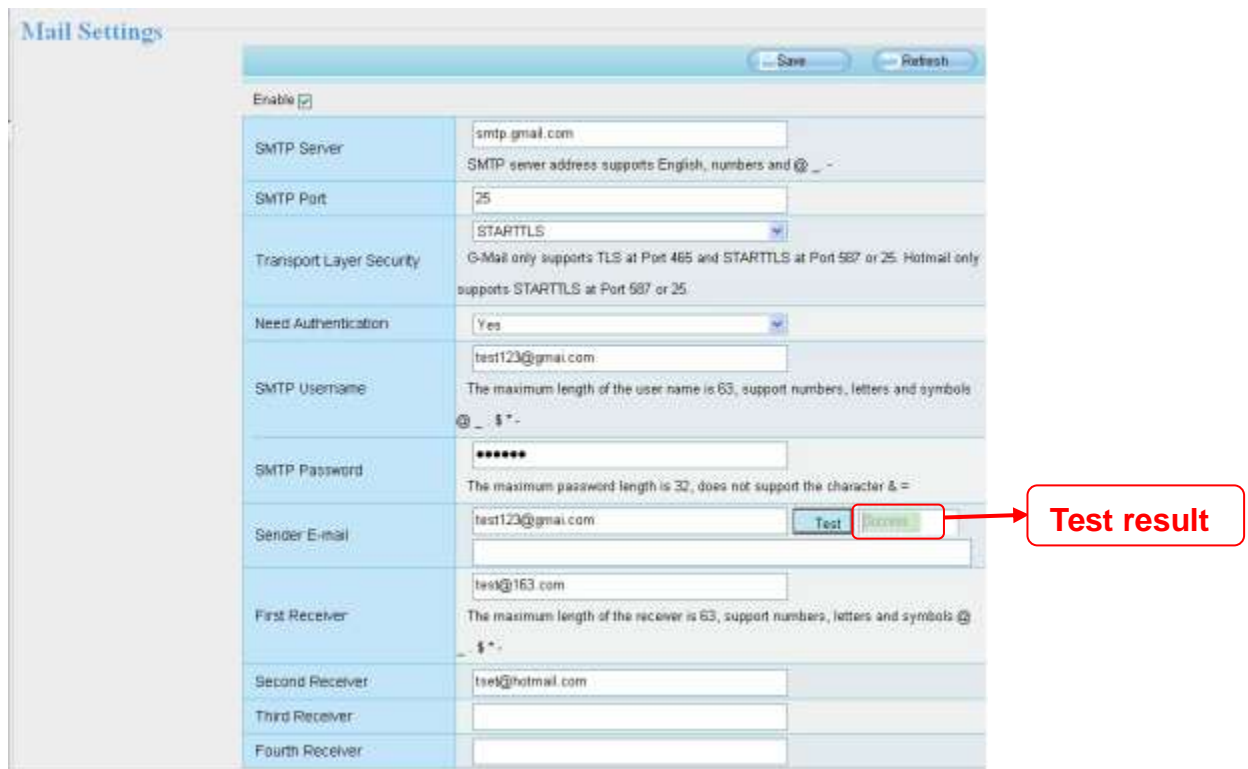 Mail Settings
Save Refresh
Enable
SMTP Server smtp.gmail.com
SMTP server address supports English, numbers and @ _ -
SMTP Port 25
STARTTLS
Transport Layer Security G-Mail only supports TLS at Port 465 and STARTTLS at Port 587 or 25. Hotmail only
supports STARTTLS at Port 587 or 25.
Need Authentication Yes
test123@gmai.com
SMTP Username The maximum length of the user name is 63, support numbers, letters and symbols
@ _ . $ * -
SMTP Password ••••••
The maximum password length is 32, does not support the character & =
Sender E-mail test123@gmai.com Test Success Test result
test@163.com
First Receiver The maximum length of the receiver is 63, support numbers, letters and symbols @
_ . $ * -
Second Receiver tset@hotmail.com
Third Receiver
Fourth Receiver